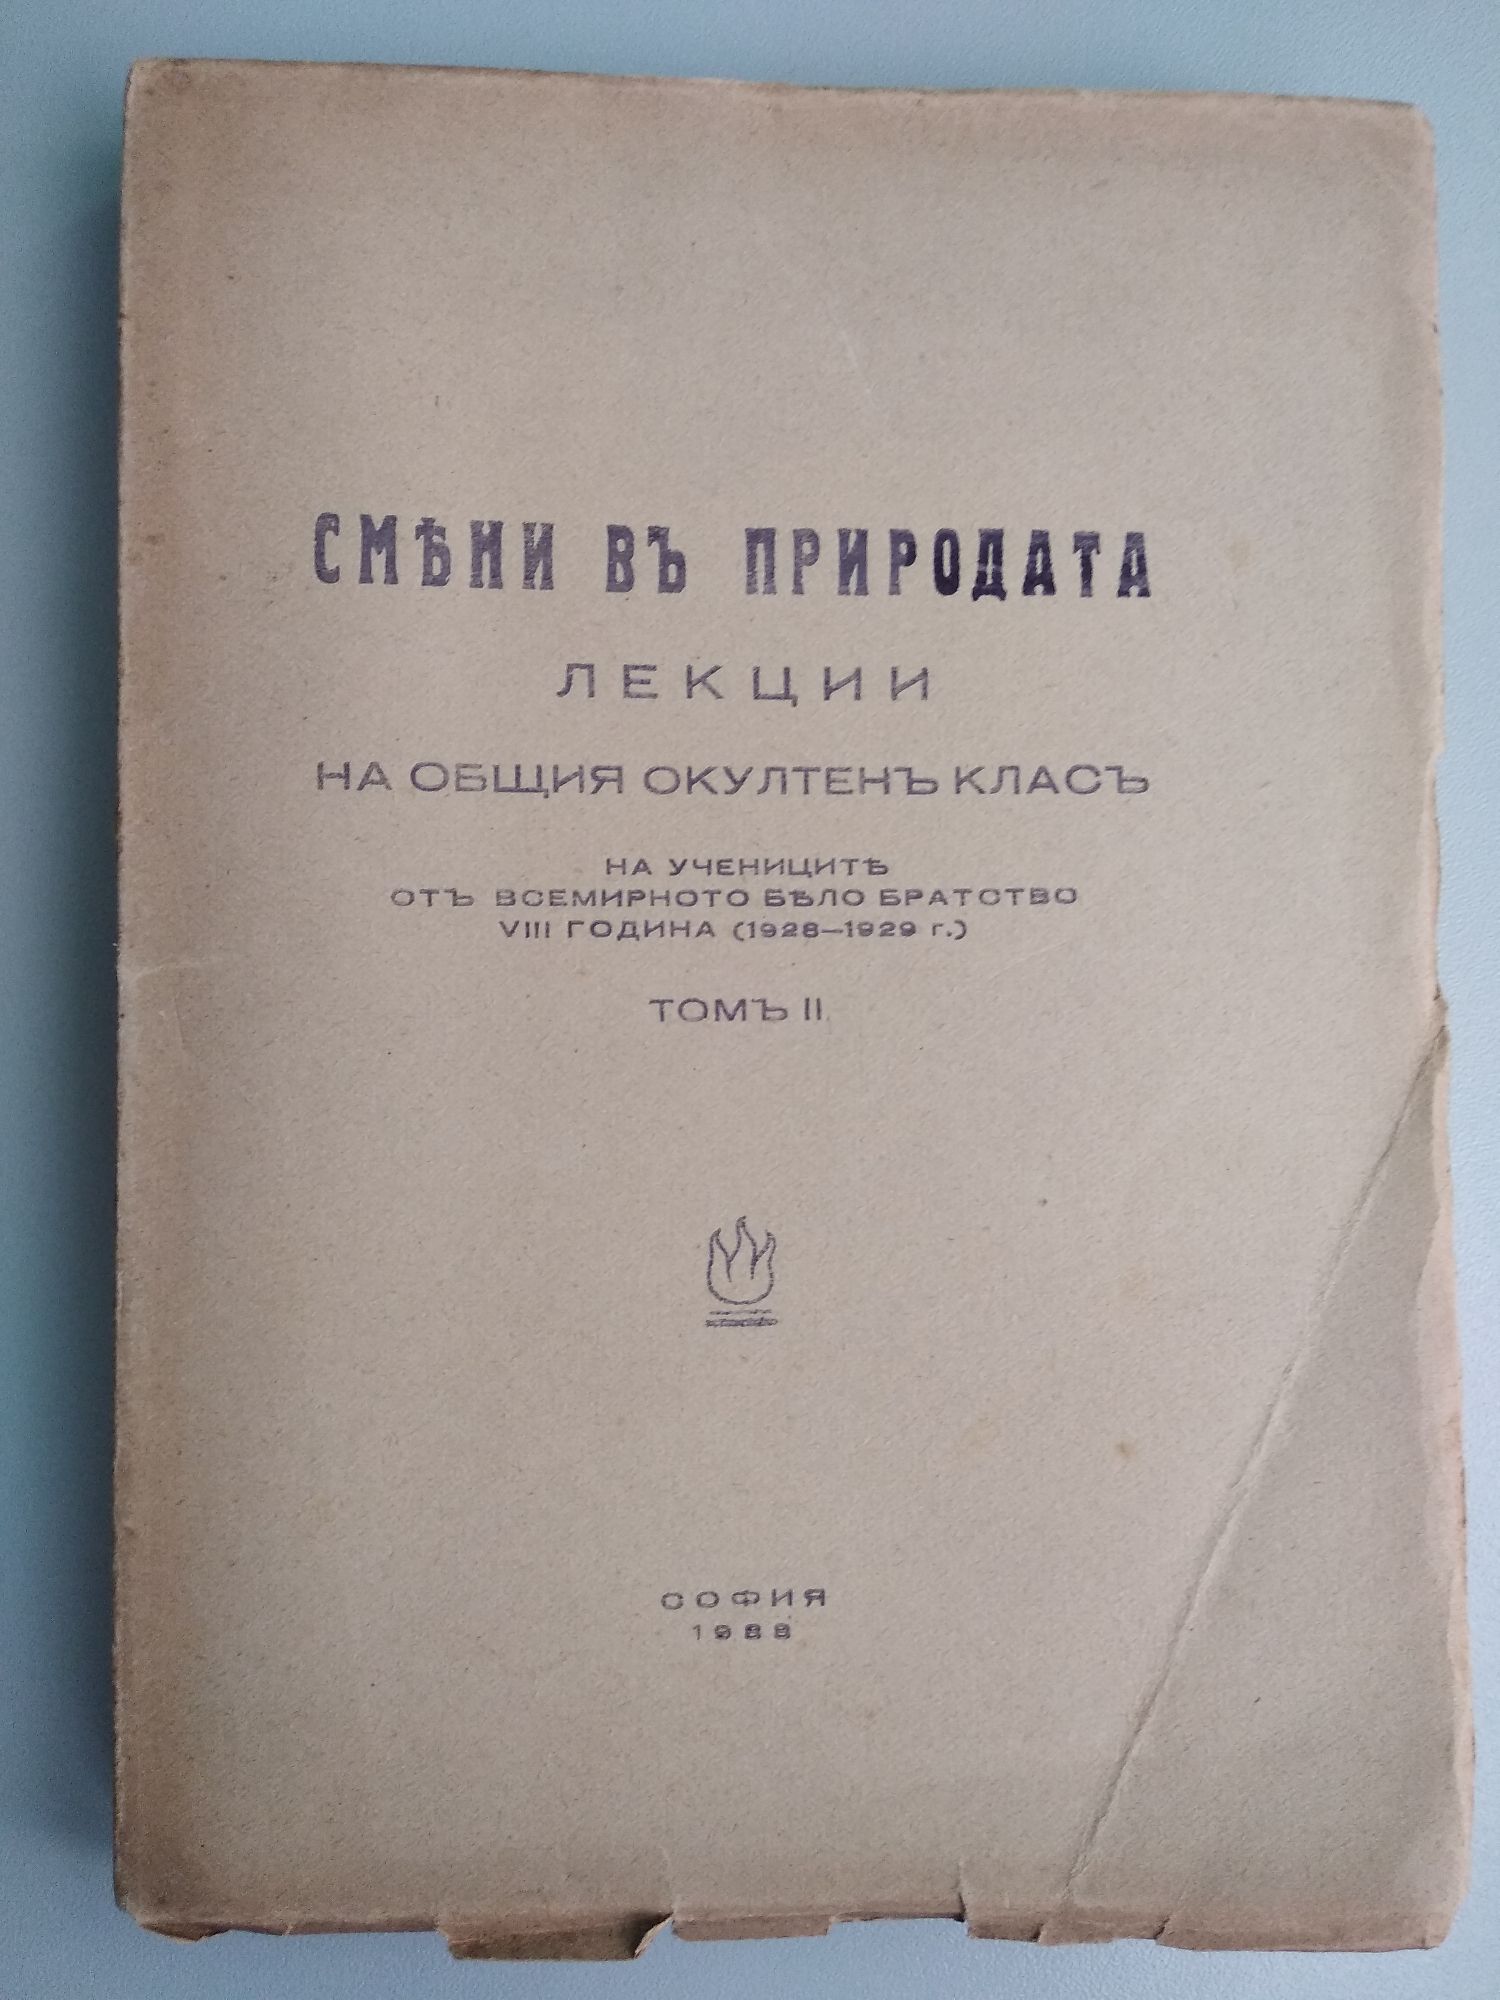 СМѢНИ ВЪ ПРИРОДАТА
ЛЕКЦИИ
НА ОБЩИЯ ОКУЛТЕНЪ КЛАСЪ
НА УЧЕНИЦИТѢ
ОТЪ ВСЕМИРНОТО БѢЛО БРАТСТВО
VIII ГОДИНА (1928—1929 г.)
ТОМЪ II
СОФИЯ